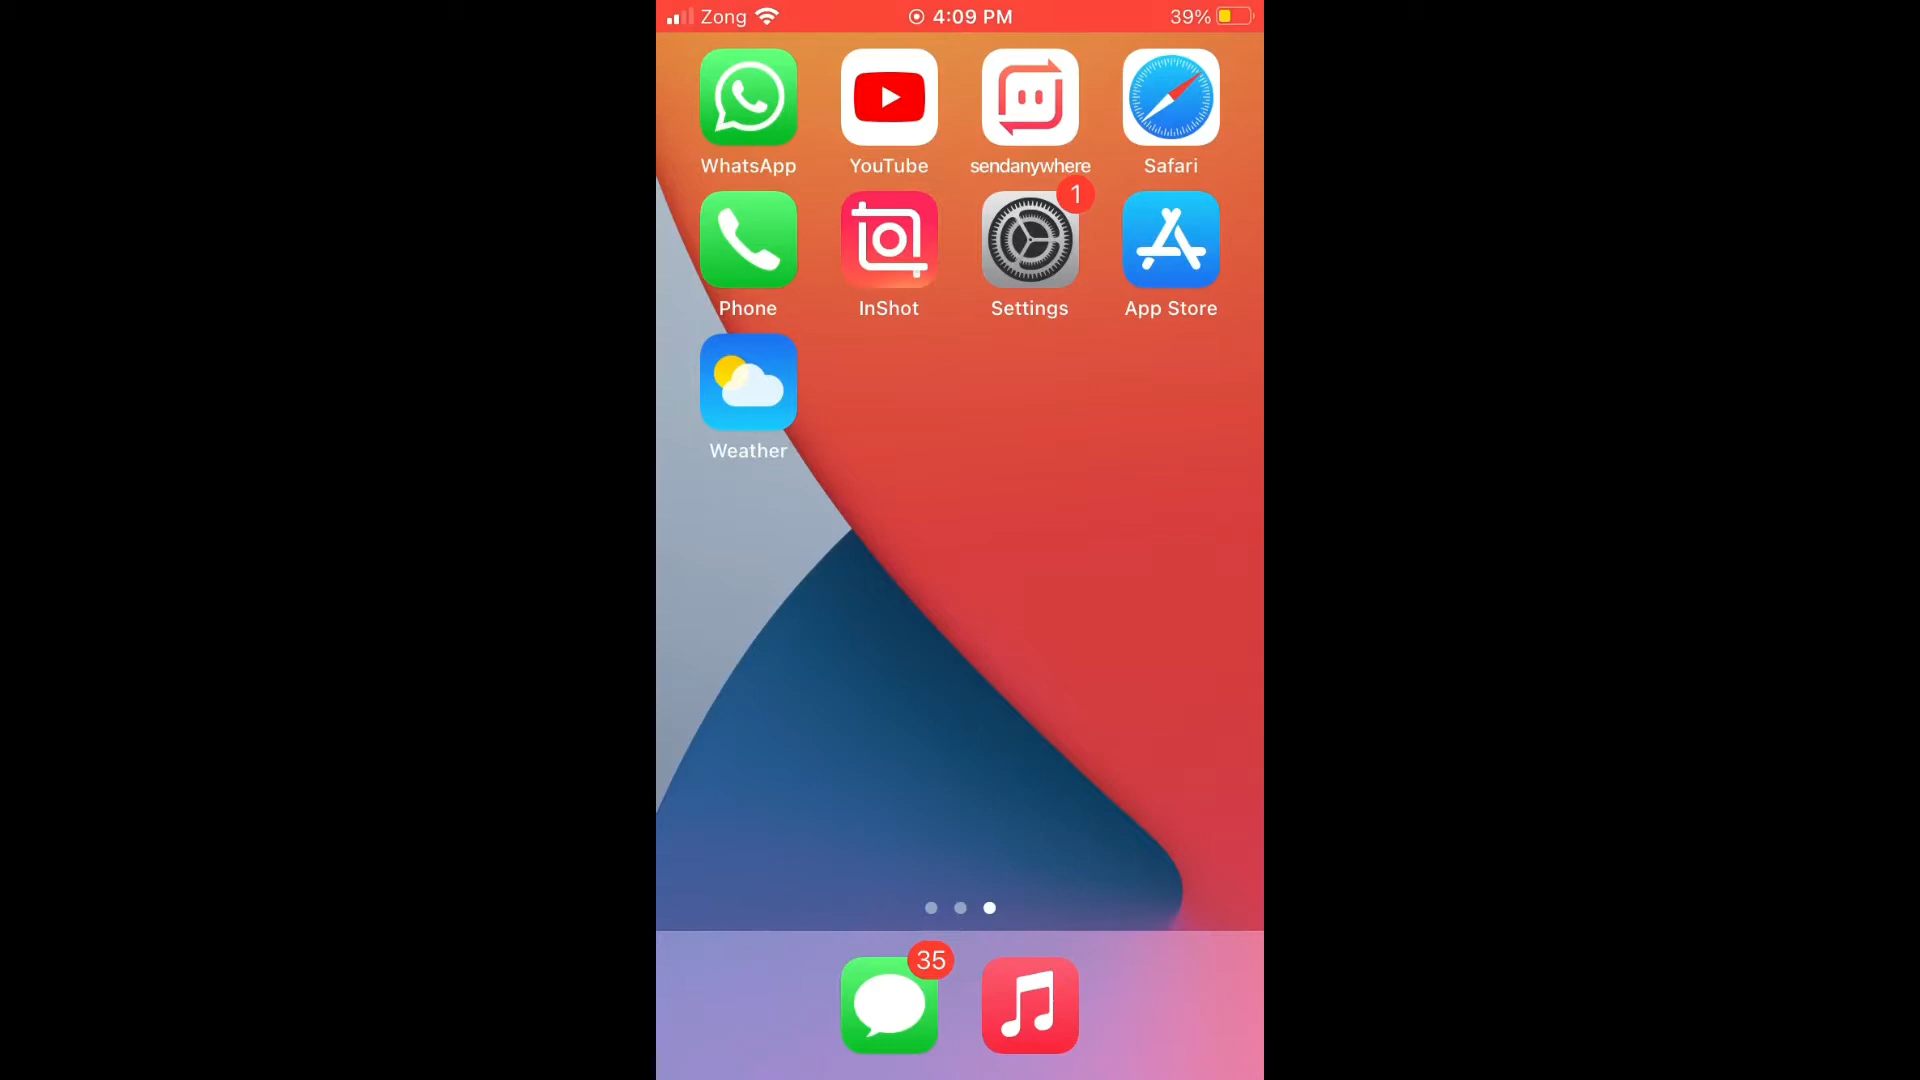 Zong 4:09 PM 39%
WhatsApp YouTube sendanywhere Safari
1
Phone InShot Settings App Store
Weather
35